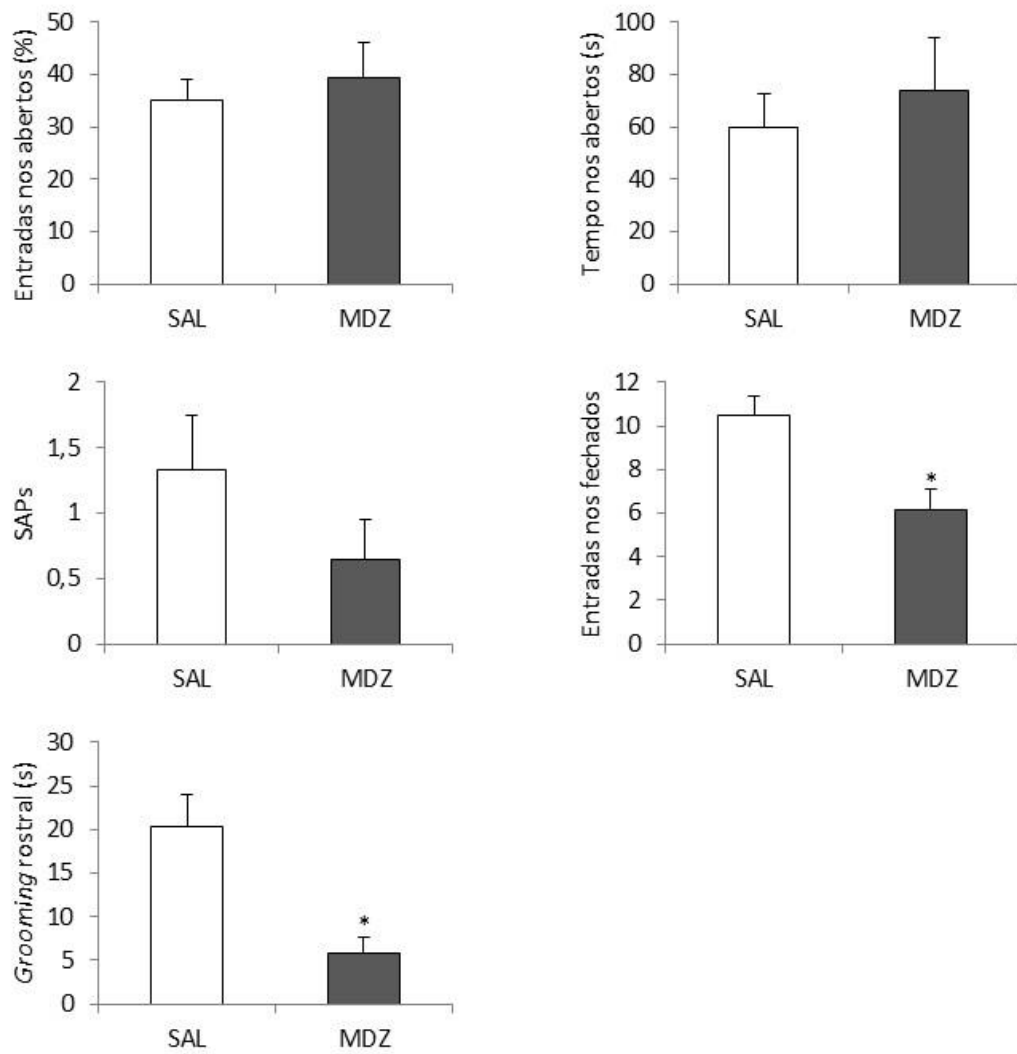 Entradas nos abertos (%)
50
40
30
20
10
0
SAL
MDZ
Tempo nos abertos (s)
100
80
60
40
20
0
SAL
MDZ
SAPs
2
1,5
1
0,5
0
SAL
MDZ
Entradas nos fechados
12
10
8
6
4
2
0
*
SAL
MDZ
Grooming rostral (s)
30
25
20
15
10
5
0
*
SAL
MDZ